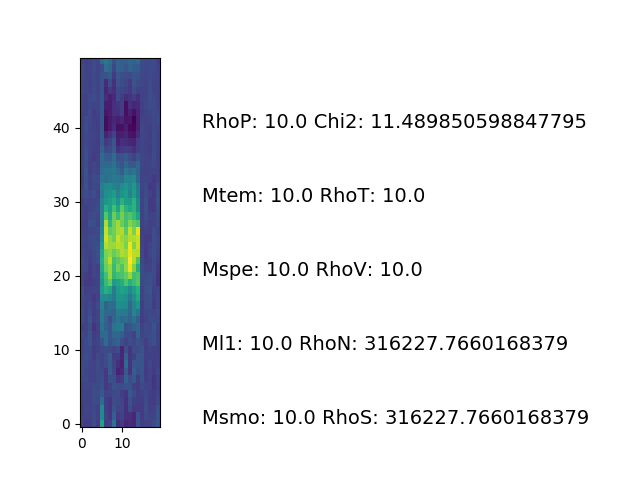 40
30
20
10
0
0 10
RhoP: 10.0 Chi2: 11.489850598847795
Mtem: 10.0 RhoT: 10.0
Mspe: 10.0 RhoV: 10.0
Ml1: 10.0 RhoN: 316227.7660168379
Msmo: 10.0 RhoS: 316227.7660168379